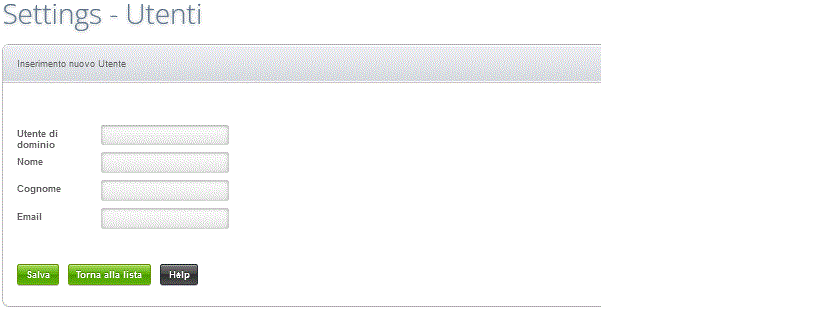 Settings - Utenti
Inserimento nuovo Utente
Utente di
dominio
Nome
Cognome
Email
Salva Torna alla lista Help